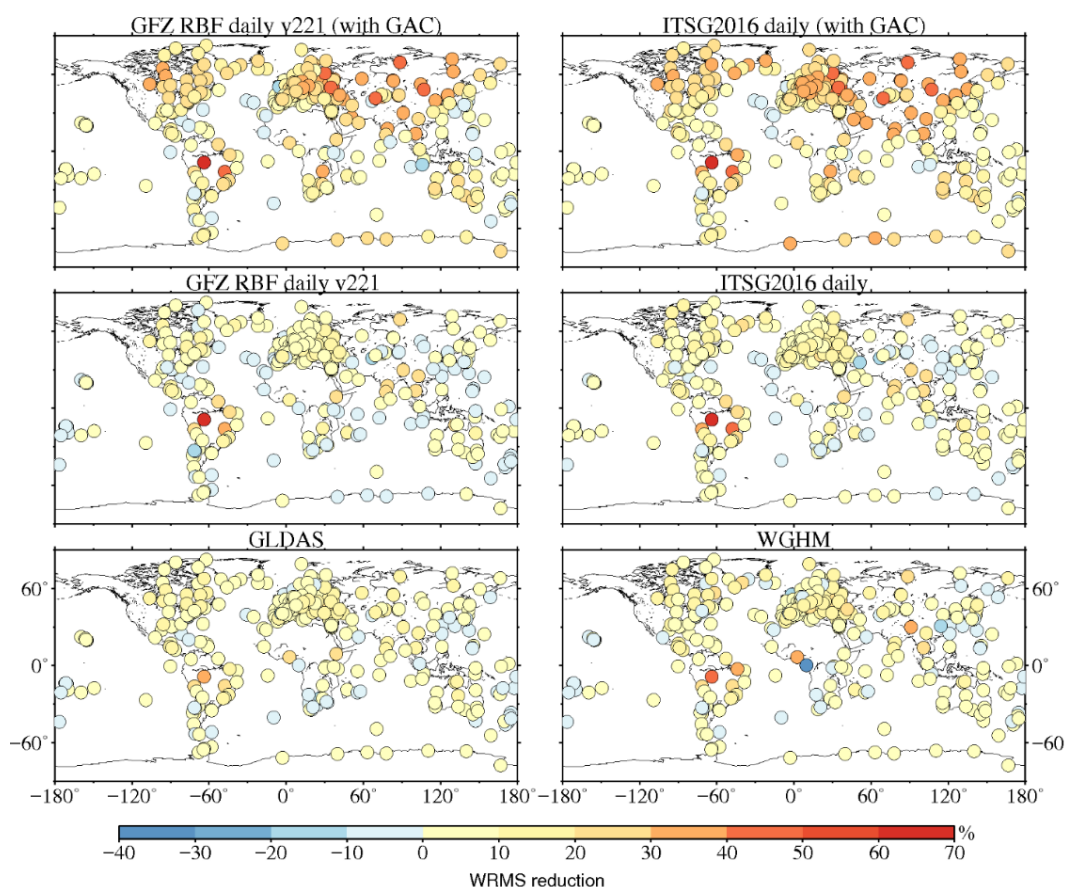 GFZ RBF daily v221 (with GAC)
ITSG2016 daily (with GAC)
GFZ RBF daily v221
ITSG2016 daily
GLDAS
WGHM
60°
0°
−60°
60°
0°
−60
−180 −120 −60 0 60 120 180°
−180 −120 −60 0 60 120 180°
−40 −30 −20 −10 0 10 20 30 40 50 60 70
%
WRMS reduction